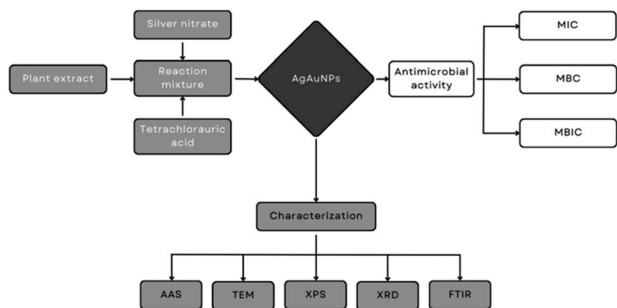 Silver nitrate
MIC
Plant extract
Reaction
mixture
AgAuNPs
Antimicrobial
activity
MBC
Tetrachlorauric
acid
MBIC
Characterization
AAS
TEM
XPS
XRD
FTIR